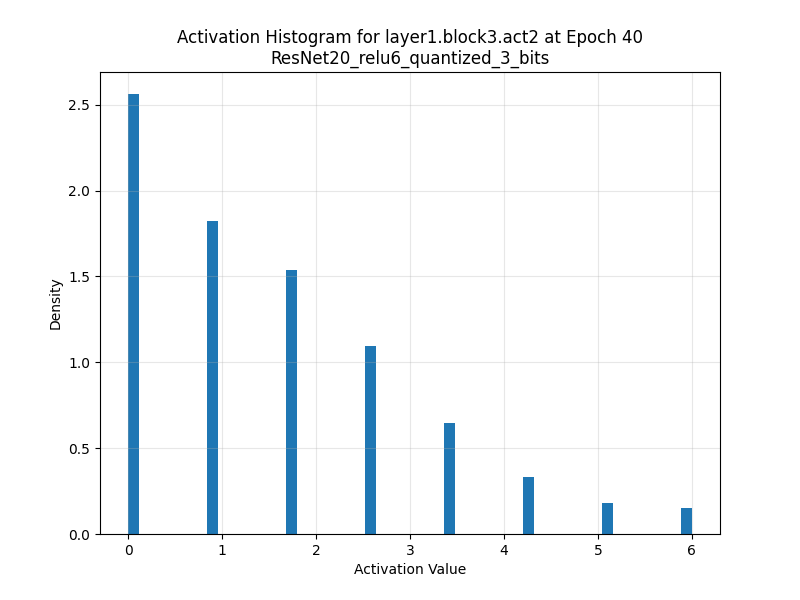 Activation Histogram for layer1.block3.act2 at Epoch 40
ResNet20_relu6_quantized_3_bits
Density
2.5
2.0
1.5
1.0
0.5
0.0
0 1 2 3 4 5 6
Activation Value